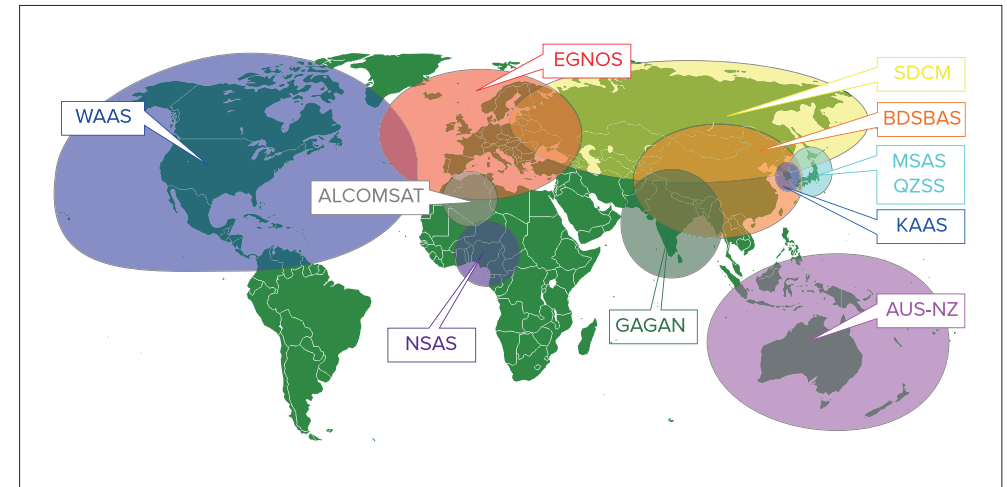 EGNOS
SDCM
WAAS
BDSBAS
MSAS
QZSS
ALCOMSAT
KAAS
AUS-NZ
GAGAN
NSAS